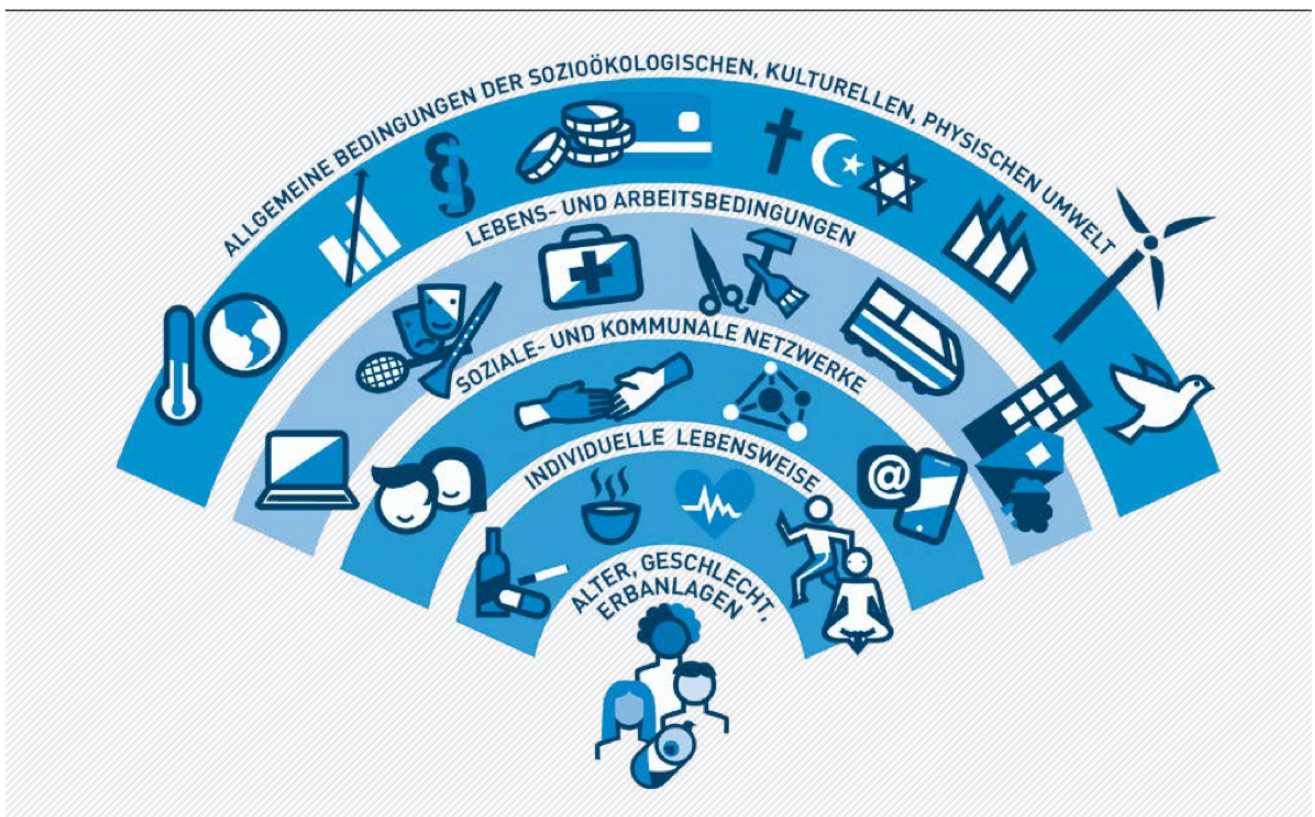 ALLGEMEINE BEDINGUNGEN DER SOZIOÖKOLOGISCHEN, KULTURELLEN, PHYSISCHEN UMWELT
LEBENS- UND ARBEITSBEDINGUNGEN
SOZIALE- UND KOMMUNALE NETZWERKE
INDIVIDUELLE LEBENSWEISE
ALTER, GESCHLECHT,
ERBANLAGEN
@